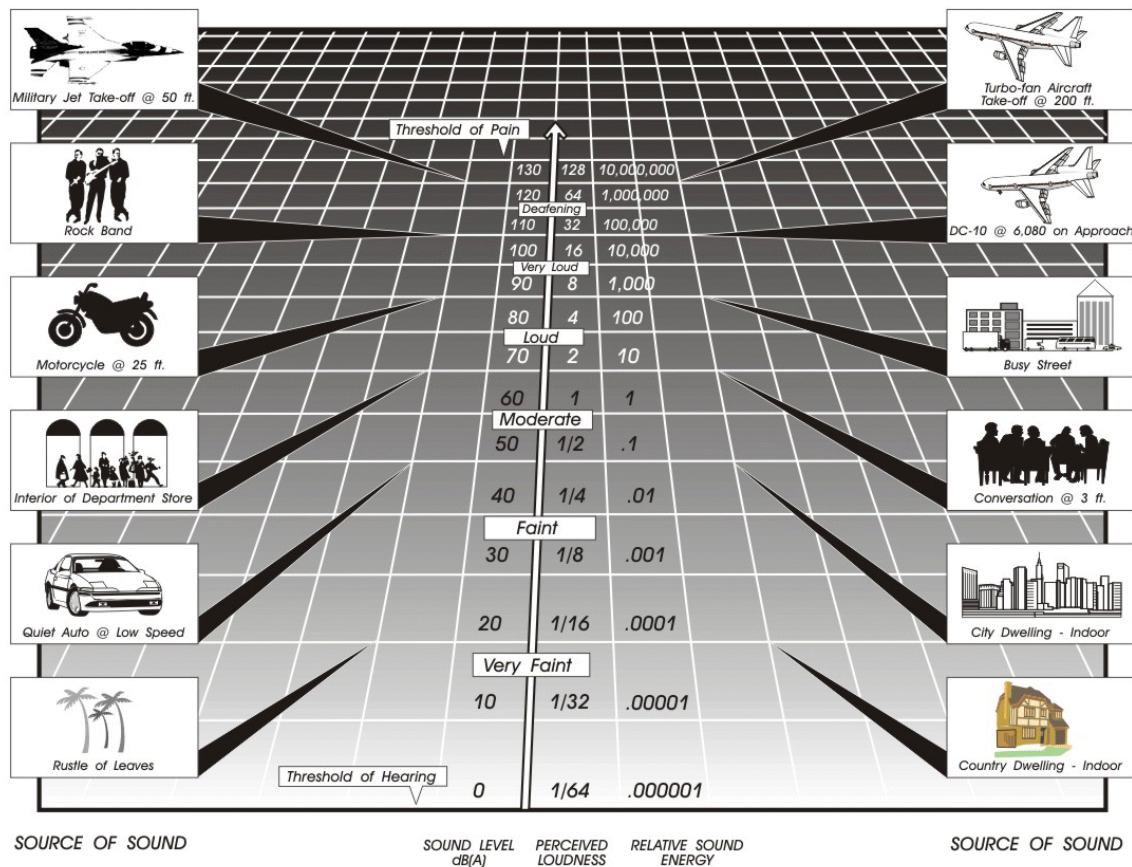 Military Jet Take-off @ 50 ft.
Turbo-fan Aircraft
Take-off @ 200 ft.
Threshold of Pain
130 128 10,000,000
120 64 1,000,000
Deafening
110 32 100,000
Rock Band
DC-10 @ 6,080 on Approach
100 16 10,000
Very Loud
90 8 1,000
80 4 100
Loud
70 2 10
Motorcycle @ 25 ft.
Busy Street
60 1 1
Moderate
50 1/2 .1
40 1/4 .01
Interior of Department Store
Conversation @ 3 ft.
Faint
30 1/8 .001
20 1/16 .0001
Quiet Auto @ Low Speed
City Dwelling - Indoor
Very Faint
10 1/32 .00001
Rustle of Leaves
Country Dwelling - Indoor
Threshold of Hearing
0 1/64 .000001
SOURCE OF SOUND
SOUND LEVEL
dB(A)
PERCEIVED
LOUDNESS
RELATIVE SOUND
ENERGY
SOURCE OF SOUND